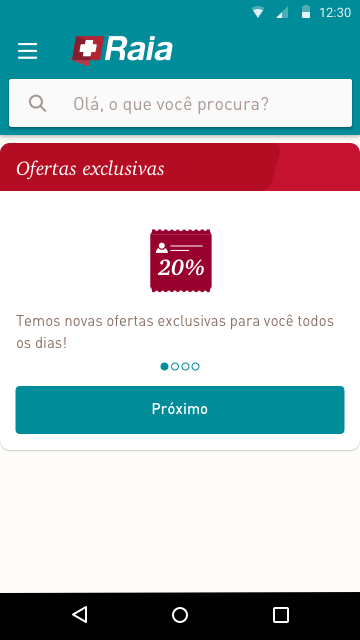 12:30
Raia
Olá, o que você procura?
Ofertas exclusivas
20%
Temos novas ofertas exclusivas para você todos
os dias!
Próximo